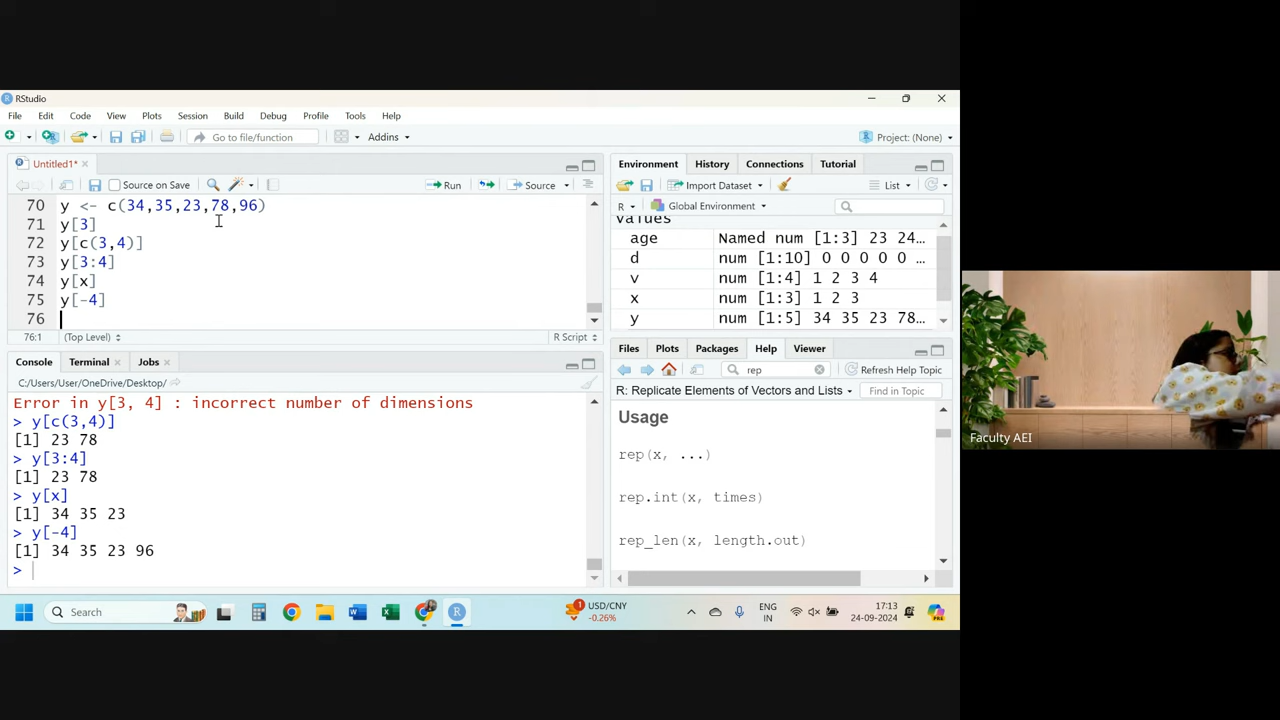 RStudio
File Edit Code View Plots Session Build Debug Profile Tools Help
Go to file/function Addins Project: (None)
Untitled1*
Source on Save Run Source
70 y <- c(34,35,23,78,96)
71 y[3]
72 y[c(3,4)]
73 y[3:4]
74 y[x]
75 y[-4]
76
76:1 (Top Level) R Script
Console Terminal Jobs
C:/Users/User/OneDrive/Desktop/
Error in y[3, 4] : incorrect number of dimensions
> y[c(3,4)]
[1] 23 78
> y[3:4]
[1] 23 78
> y[x]
[1] 34 35 23
> y[-4]
[1] 34 35 23 96
>
Environment History Connections Tutorial
Import Dataset List
R Global Environment
Values
age Named num [1:3] 23 24…
d num [1:10] 0 0 0 0 0 …
v num [1:4] 1 2 3 4
x num [1:3] 1 2 3
y num [1:5] 34 35 23 78…
Files Plots Packages Help Viewer
rep Refresh Help Topic
R: Replicate Elements of Vectors and Lists Find in Topic
Usage
rep(x, ...)
rep.int(x, times)
rep_len(x, length.out)
Faculty AEI
Search
1 USD/CNY
-0.26%
ENG
IN
17:13
24-09-2024